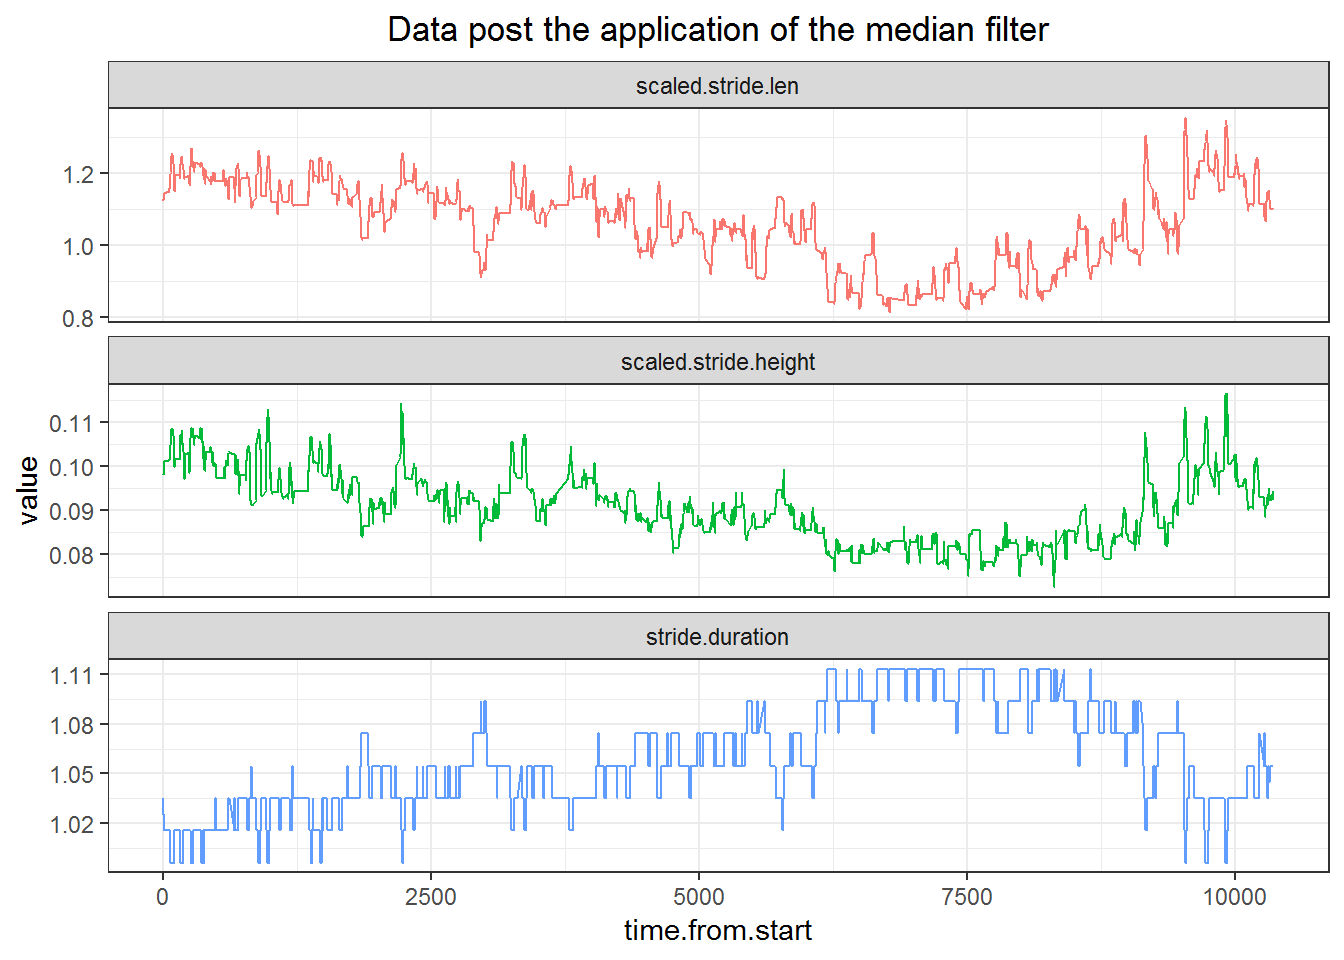 Data post the application of the median filter
scaled.stride.len
1.2
1.0
0.8
scaled.stride.height
0.11
0.10
0.09
0.08
value
stride.duration
1.11
1.08
1.05
1.02
0 2500 5000 7500 10000
time.from.start